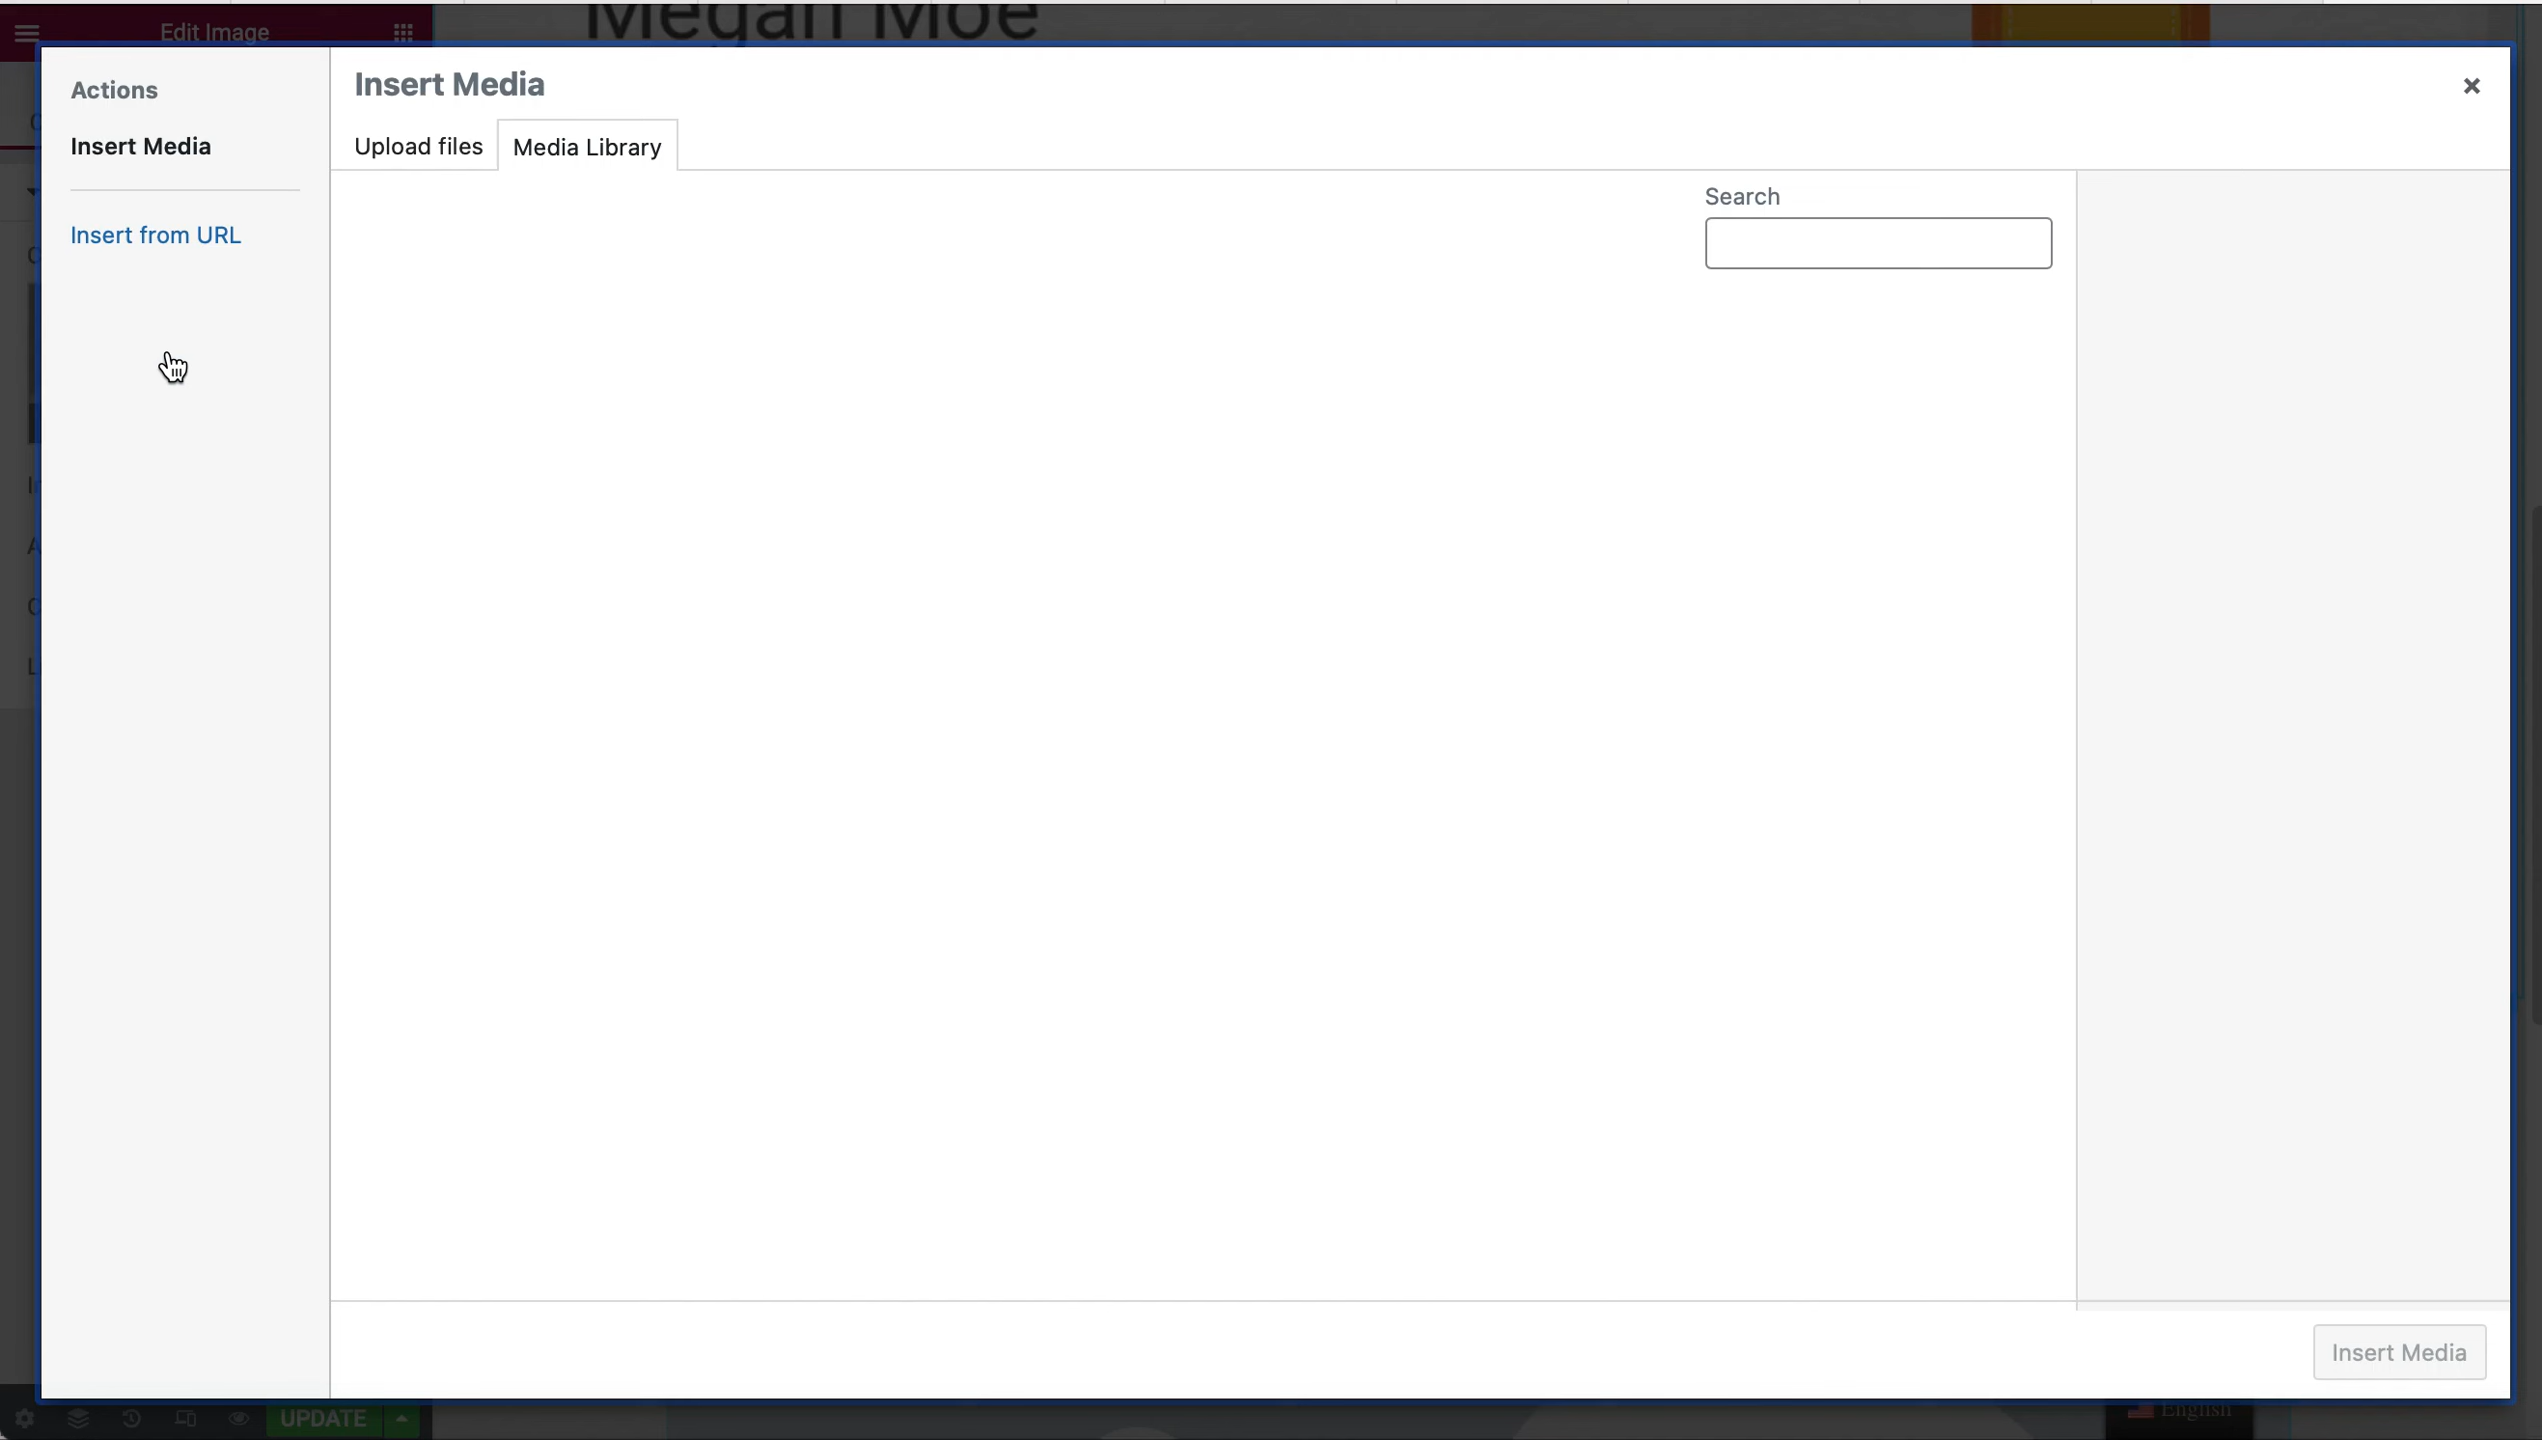 Megan Moe
Edit Image
Actions
Insert Media
Insert from URL
Insert Media
Upload files
Media Library
Search
Insert Media
UPDATE
English